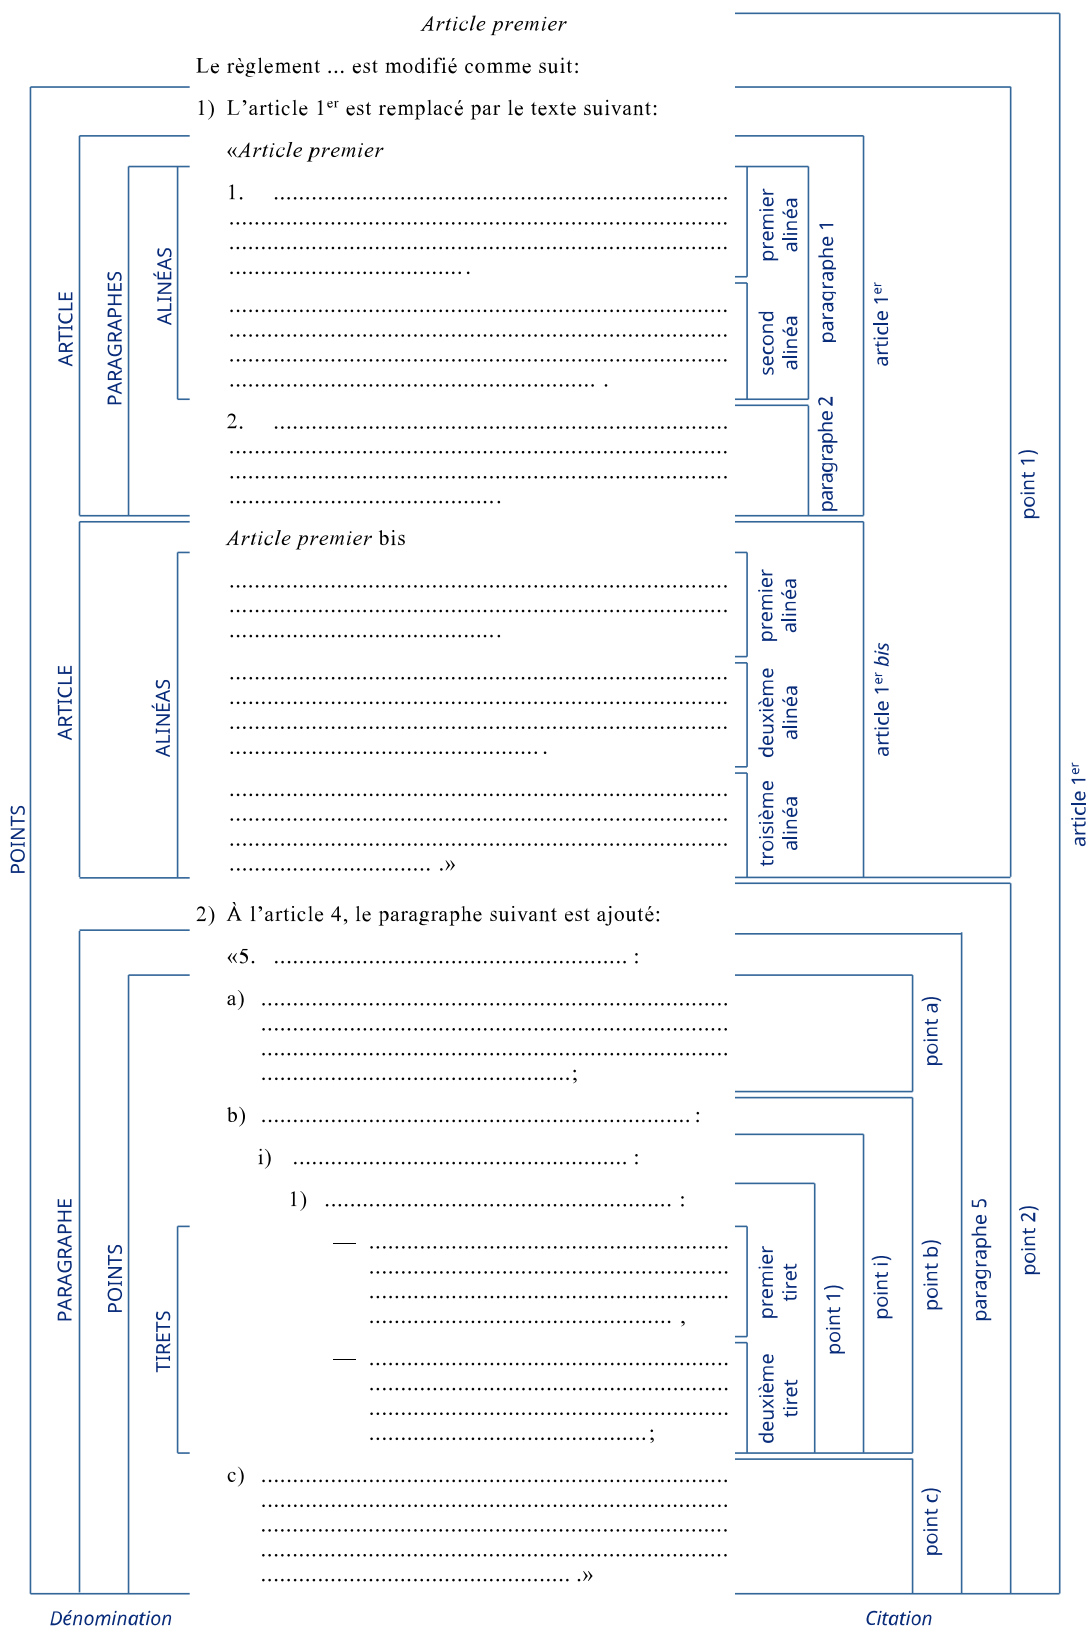 Article premier
Le règlement ... est modifié comme suit:
1) L’article 1er est remplacé par le texte suivant:
«Article premier
1. ................................................................................
................................................................................
................................................................................
...................................... .
................................................................................
................................................................................
................................................................................
.......................................................... .
2. ................................................................................
................................................................................
................................................................................
........................................... .
Article premier bis
................................................................................
................................................................................
........................................... .
................................................................................
................................................................................
................................................................................
.................................................. .
................................................................................
................................................................................
................................................................................
................................ .»
2) À l’article 4, le paragraphe suivant est ajouté:
«5. ........................................................ :
a) ................................................................................
................................................................................
................................................................................
.................................................;
b) .................................................................... :
i) ..................................................... :
1) ....................................................... :
— .........................................................
.........................................................
.........................................................
................................................ ,
— .........................................................
.........................................................
.........................................................
............................................;
c) ................................................................................
................................................................................
................................................................................
................................................................................
................................................. .»
POINTS
ARTICLE
PARAGRAPHES
ALINÉAS
ARTICLE
ALINÉAS
PARAGRAPHE
POINTS
TIRETS
premier
alinéa
second
alinéa
paragraphe 1
paragraphe 2
article 1er
premier
alinéa
deuxième
alinéa
troisième
alinéa
article 1er bis
point 1)
article 1er
point a)
premier
tiret
deuxième
tiret
point 1)
point i)
point b)
point c)
paragraphe 5
point 2)
Dénomination
Citation